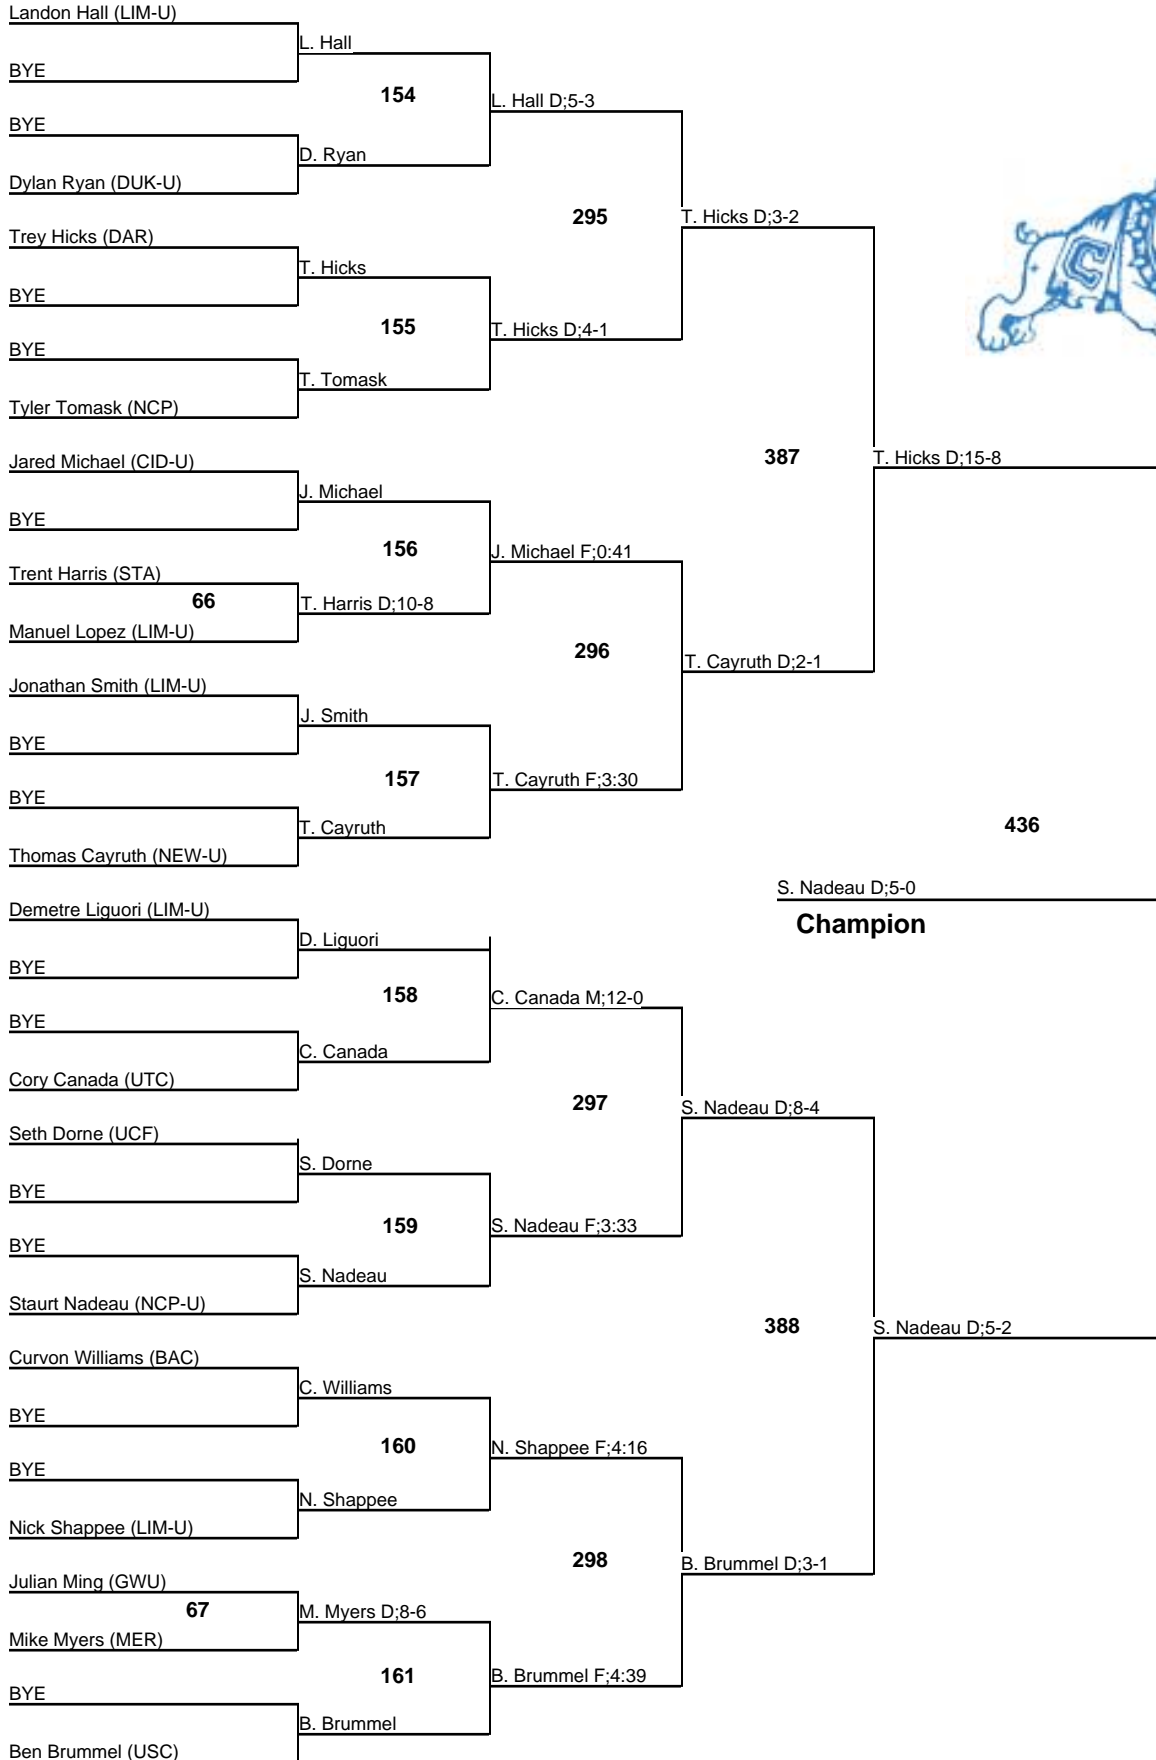 Landon Hall (LIM-U)
L. Hall
BYE
154
L. Hall D;5-3
BYE
D. Ryan
Dylan Ryan (DUK-U)
295
T. Hicks D;3-2
Trey Hicks (DAR)
T. Hicks
BYE
155
T. Hicks D;4-1
BYE
T. Tomask
Tyler Tomask (NCP)
387
T. Hicks D;15-8
Jared Michael (CID-U)
J. Michael
BYE
156
J. Michael F;0:41
Trent Harris (STA)
66
T. Harris D;10-8
Manuel Lopez (LIM-U)
296
T. Cayruth D;2-1
Jonathan Smith (LIM-U)
J. Smith
BYE
157
T. Cayruth F;3:30
BYE
T. Cayruth
436
Thomas Cayruth (NEW-U)
S. Nadeau D;5-0
Champion
Demetre Liguori (LIM-U)
D. Liguori
BYE
158
C. Canada M;12-0
BYE
C. Canada
Cory Canada (UTC)
297
S. Nadeau D;8-4
Seth Dorne (UCF)
S. Dorne
BYE
159
S. Nadeau F;3:33
BYE
S. Nadeau
Staurt Nadeau (NCP-U)
388
S. Nadeau D;5-2
Curvon Williams (BAC)
C. Williams
BYE
160
N. Shappee F;4:16
BYE
N. Shappee
Nick Shappee (LIM-U)
298
B. Brummel D;3-1
Julian Ming (GWU)
67
M. Myers D;8-6
Mike Myers (MER)
161
B. Brummel F;4:39
BYE
B. Brummel
Ben Brummel (USC)
C